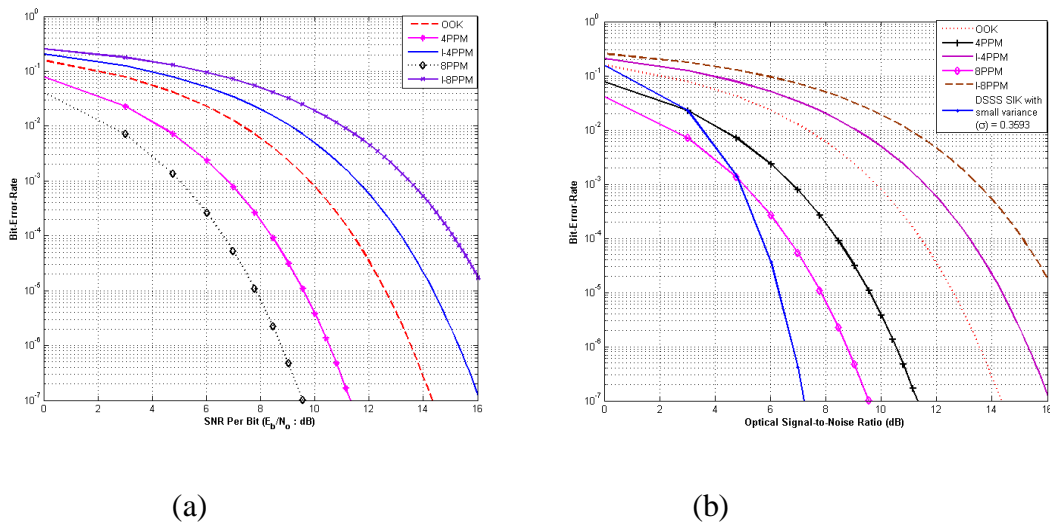 10^0
10^-1
10^-2
10^-3
10^-4
10^-5
10^-6
10^-7
Bit-Error-Rate
0 2 4 6 8 10 12 14 16
SNR Per Bit (E_b/N_o : dB)
OOK
4PPM
I-4PPM
8PPM
I-8PPM
(a)
10^0
10^-1
10^-2
10^-3
10^-4
10^-5
10^-6
10^-7
Bit-Error-Rate
0 2 4 6 8 10 12 14 16
Optical Signal-to-Noise Ratio (dB)
OOK
4PPM
I-4PPM
8PPM
I-8PPM
DSSS SIK with
small variance
(σ) = 0.3593
(b)